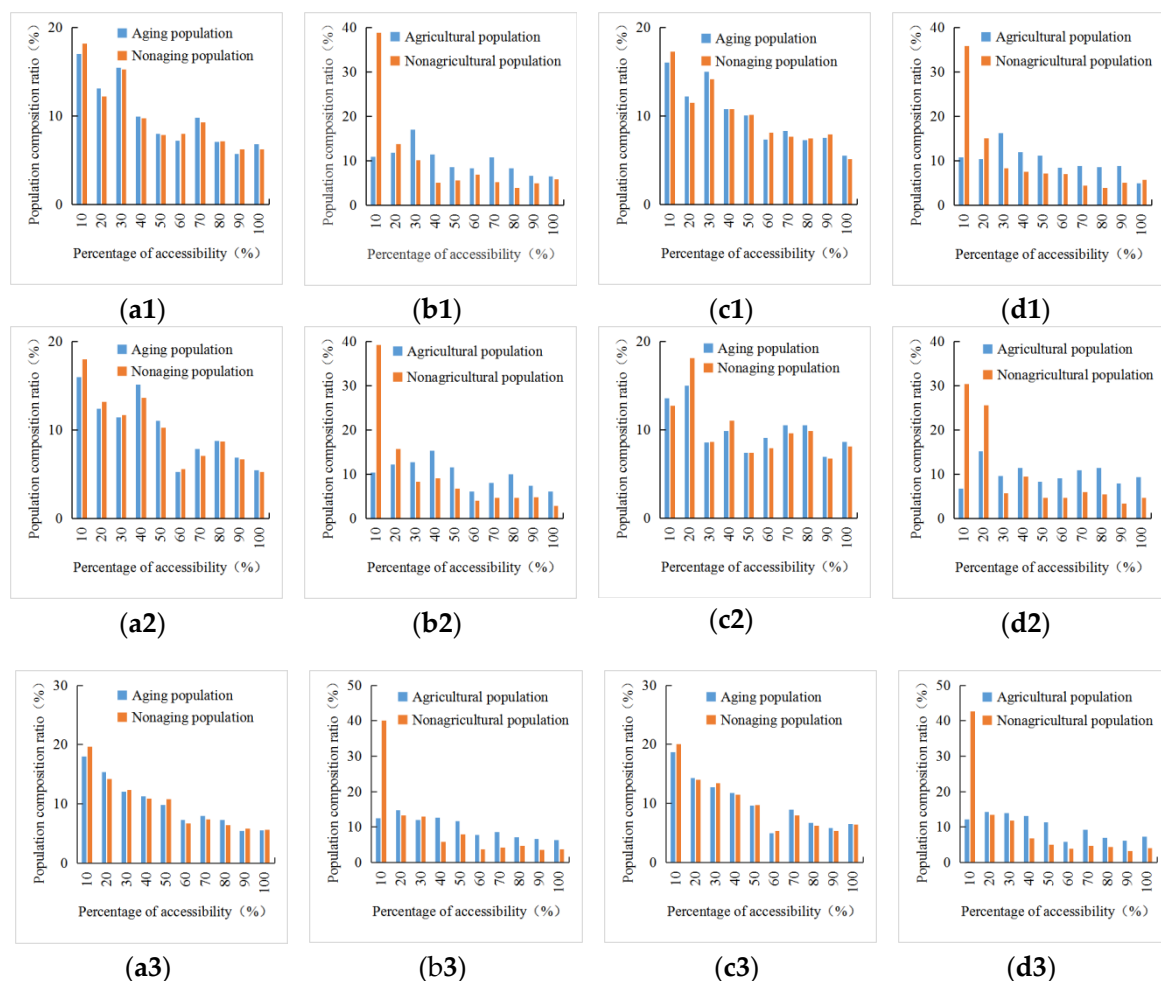 Population composition ratio (%)
20
10
0
Aging population
Nonaging population
10 20 30 40 50 60 70 80 90 100
Percentage of accessibility (%)
(a1)
Population composition ratio (%)
40
30
20
10
0
Agricultural population
Nonagricultural population
10 20 30 40 50 60 70 80 90 100
Percentage of accessibility (%)
(b1)
Population composition ratio (%)
20
10
0
Aging population
Nonaging population
10 20 30 40 50 60 70 80 90 100
Percentage of accessibility (%)
(c1)
Population composition ratio (%)
40
30
20
10
0
Agricultural population
Nonagricultural population
10 20 30 40 50 60 70 80 90 100
Percentage of accessibility (%)
(d1)
Population composition ratio (%)
20
10
0
Aging population
Nonaging population
10 20 30 40 50 60 70 80 90 100
Percentage of accessibility (%)
(a2)
Population composition ratio (%)
40
30
20
10
0
Agricultural population
Nonagricultural population
10 20 30 40 50 60 70 80 90 100
Percentage of accessibility (%)
(b2)
Population composition ratio (%)
20
10
0
Aging population
Nonaging population
10 20 30 40 50 60 70 80 90 100
Percentage of accessibility (%)
(c2)
Population composition ratio (%)
40
30
20
10
0
Agricultural population
Nonagricultural population
10 20 30 40 50 60 70 80 90 100
Percentage of accessibility (%)
(d2)
Population composition ratio (%)
30
20
10
0
Aging population
Nonaging population
10 20 30 40 50 60 70 80 90 100
Percentage of accessibility (%)
(a3)
Population composition ratio (%)
50
40
30
20
10
0
Agricultural population
Nonagricultural population
10 20 30 40 50 60 70 80 90 100
Percentage of accessibility (%)
(b3)
Population composition ratio (%)
30
20
10
0
Aging population
Nonaging population
10 20 30 40 50 60 70 80 90 100
Percentage of accessibility (%)
(c3)
Population composition ratio (%)
50
40
30
20
10
0
Agricultural population
Nonagricultural population
10 20 30 40 50 60 70 80 90 100
Percentage of accessibility (%)
(d3)